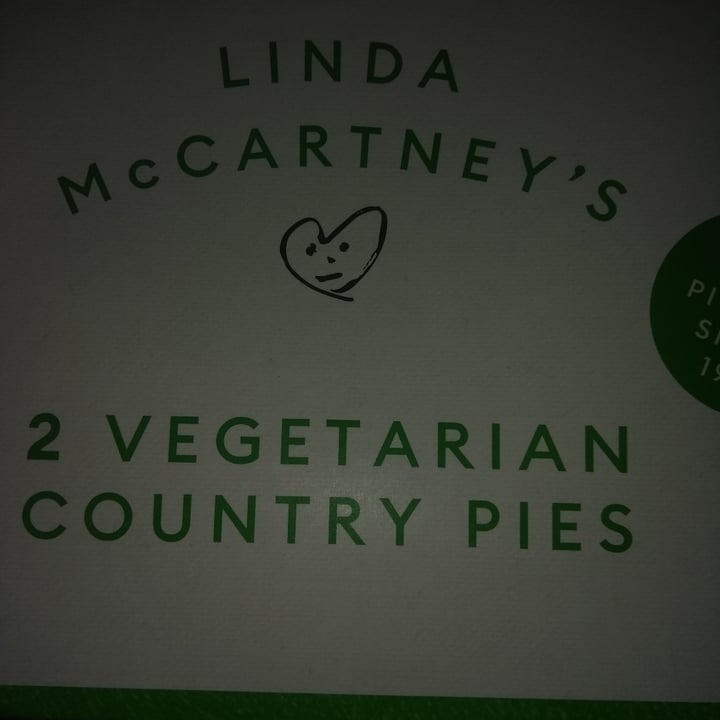 LINDA
McCARTNEY'S
2 VEGETARIAN
COUNTRY PIES